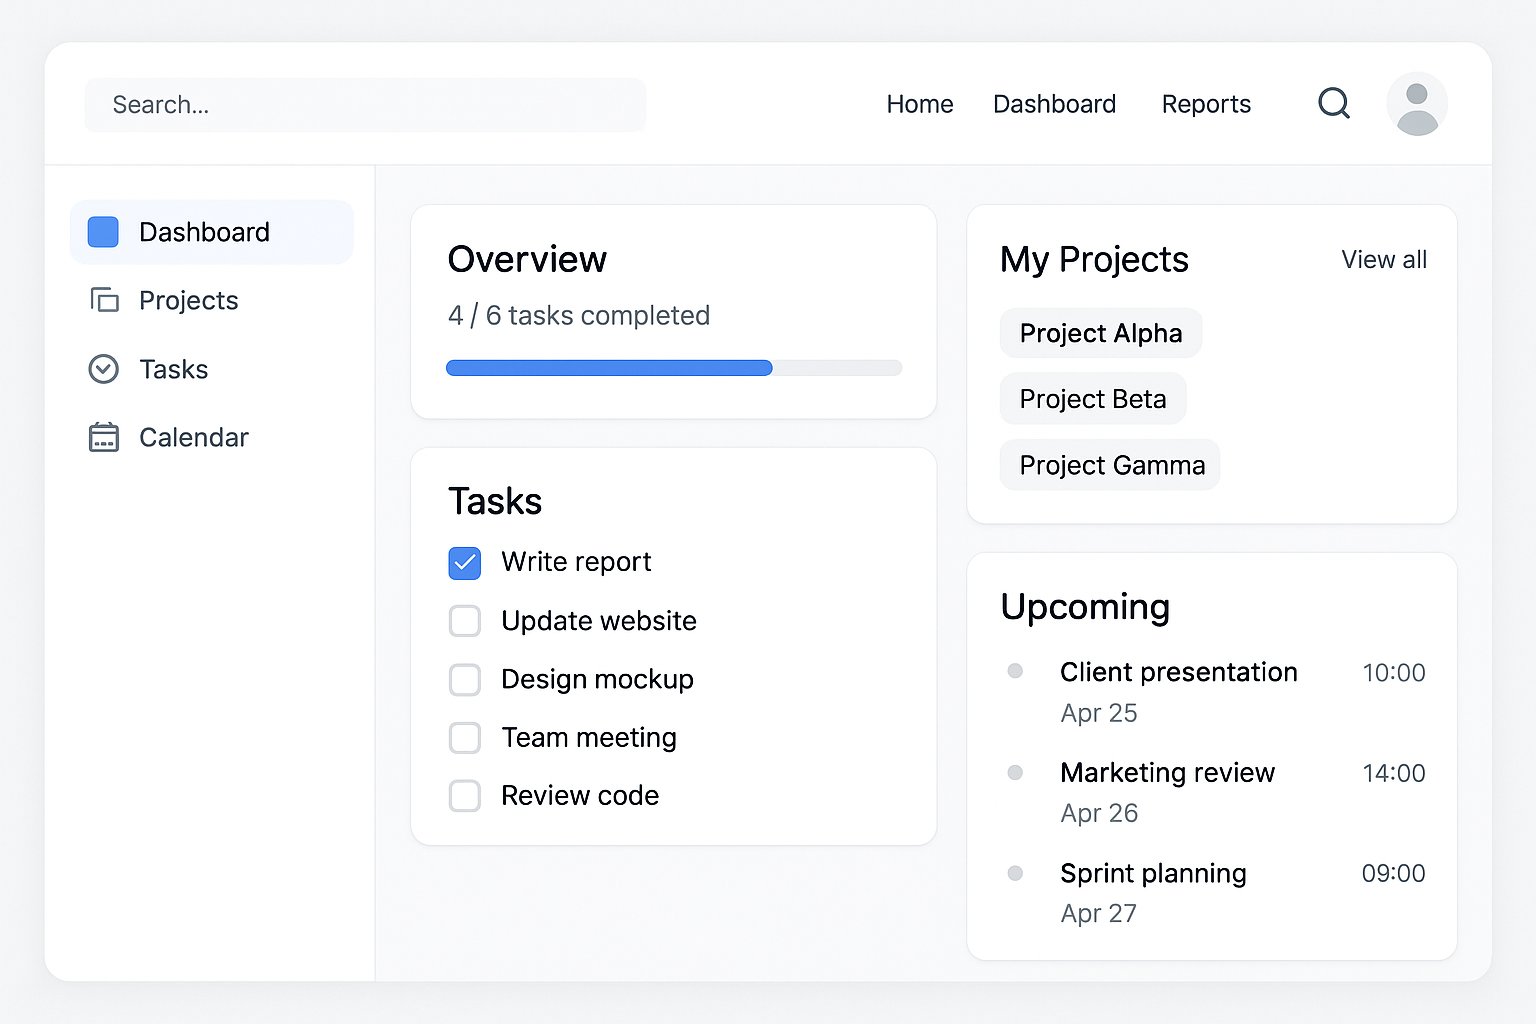 Search...
Home
Dashboard
Reports
Dashboard
Projects
Tasks
Calendar
Overview
4 / 6 tasks completed
Tasks
Write report
Update website
Design mockup
Team meeting
Review code
My Projects
View all
Project Alpha
Project Beta
Project Gamma
Upcoming
Client presentation 10:00
Apr 25
Marketing review 14:00
Apr 26
Sprint planning 09:00
Apr 27